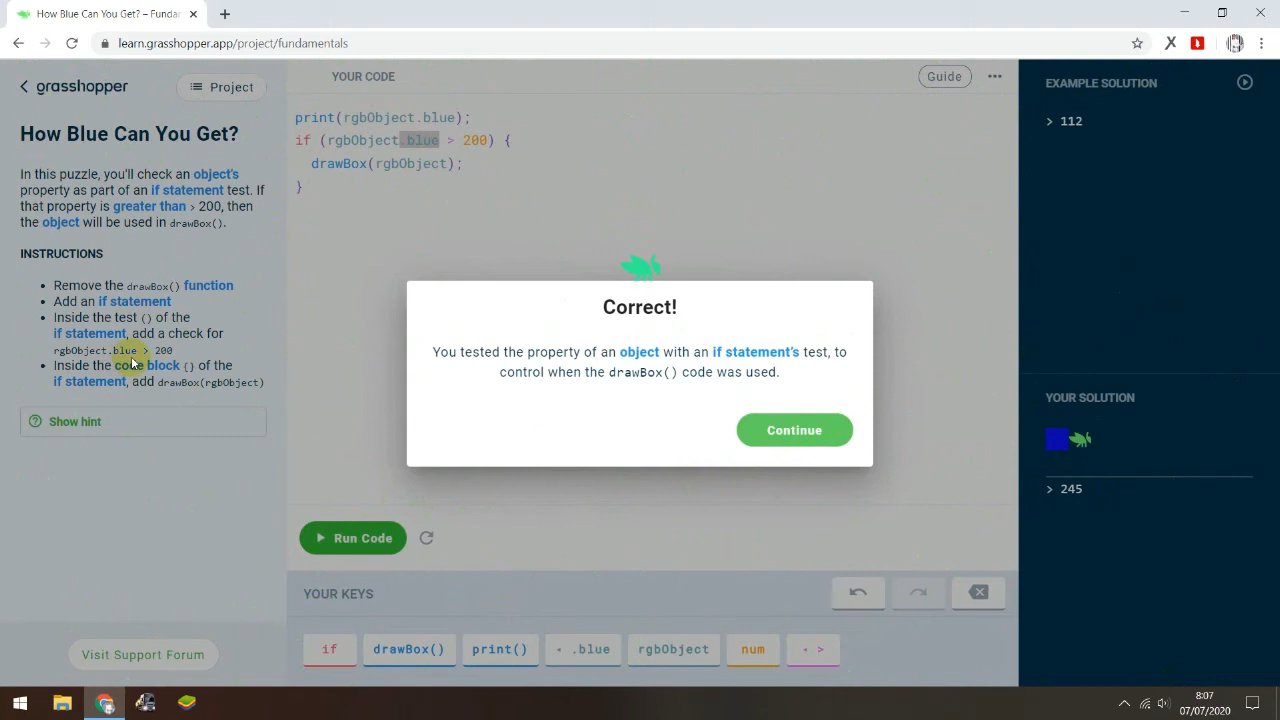 How Blue Can You Get? – Fundar
learn.grasshopper.app/project/fundamentals
grasshopper
Project
How Blue Can You Get?
In this puzzle, you'll check an object's
property as part of an if statement test. If
that property is greater than > 200, then
the object will be used in drawBox().
INSTRUCTIONS
Remove the drawBox() function
Add an if statement
Inside the test () of the
if statement, add a check for
rgbObject.blue > 200
Inside the code block {} of the
if statement, add drawBox(rgbObject)
Show hint
Visit Support Forum
YOUR CODE
Guide
print(rgbObject.blue);
if (rgbObject.blue > 200) {
drawBox(rgbObject);
}
Correct!
You tested the property of an object with an if statement's test, to
control when the drawBox() code was used.
Continue
Run Code
YOUR KEYS
if
drawBox()
print()
.blue
rgbObject
num
>
EXAMPLE SOLUTION
> 112
YOUR SOLUTION
> 245
8:07
07/07/2020